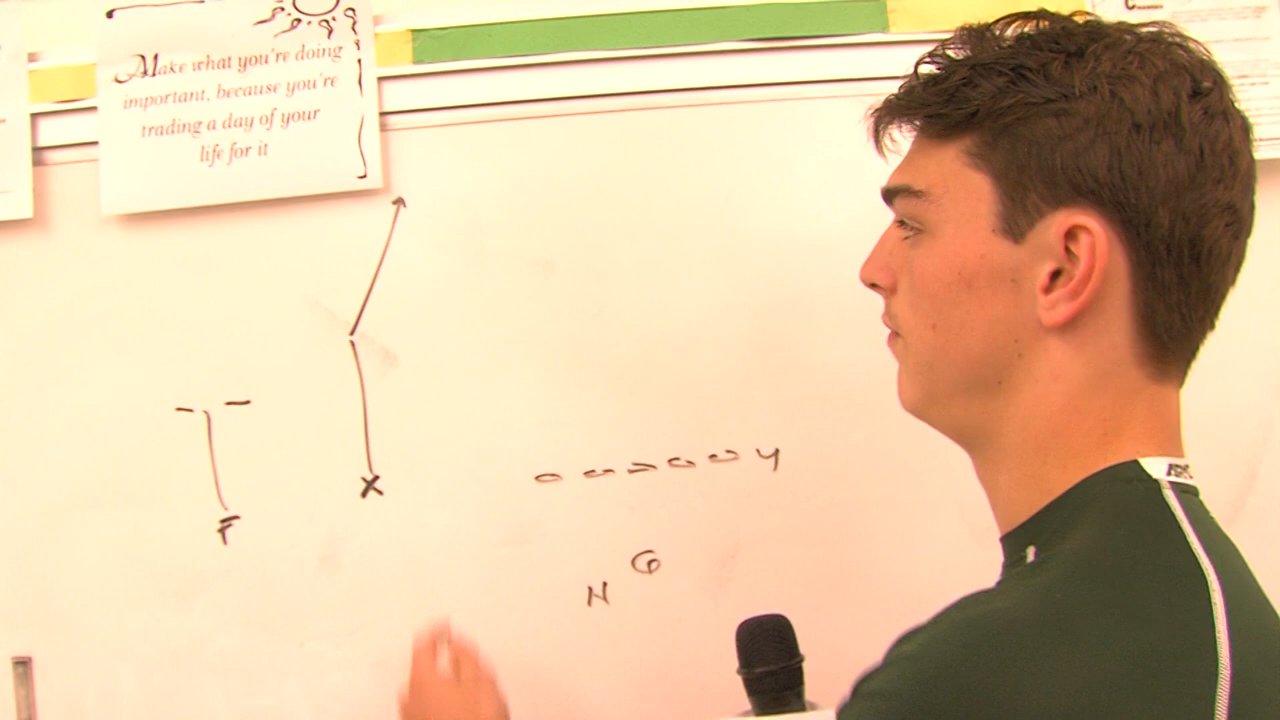 Make what you're doing
important, because you're
trading a day of your
life for it
X
F
y
G
H